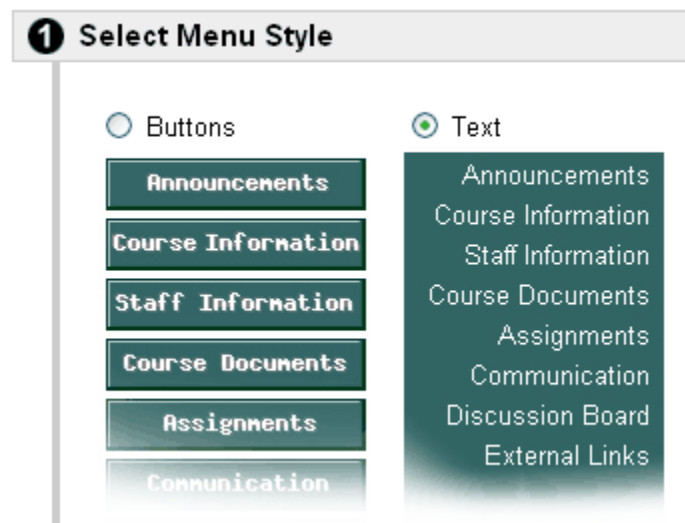 1 Select Menu Style
Buttons
Announcements
Course Information
Staff Information
Course Documents
Assignments
Communication
Text
Announcements
Course Information
Staff Information
Course Documents
Assignments
Communication
Discussion Board
External Links